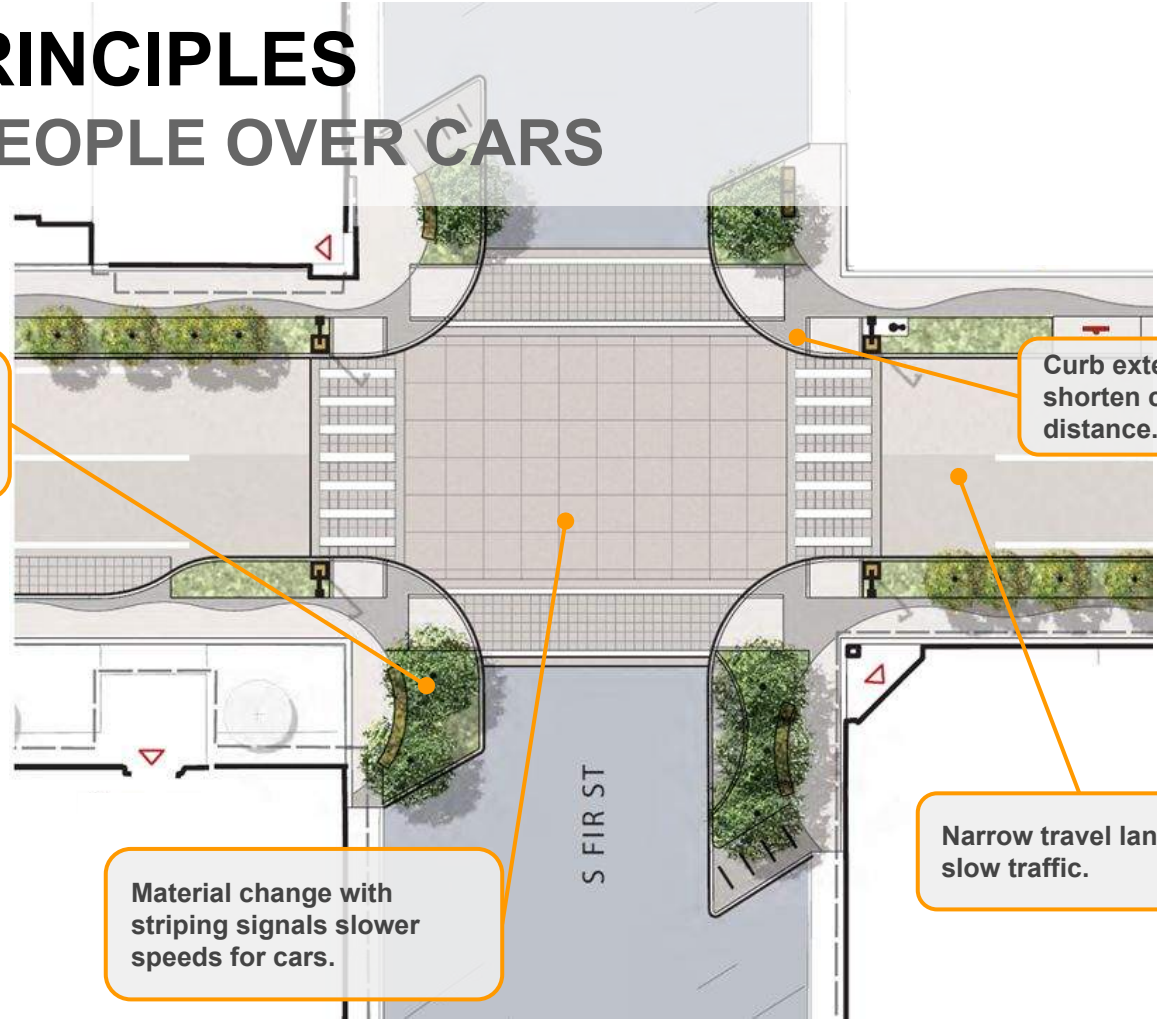 RINCIPLES
EOPLE OVER CARS
Curb exte
shorten c
distance.
S FIR ST
Narrow travel lan
slow traffic.
Material change with
striping signals slower
speeds for cars.